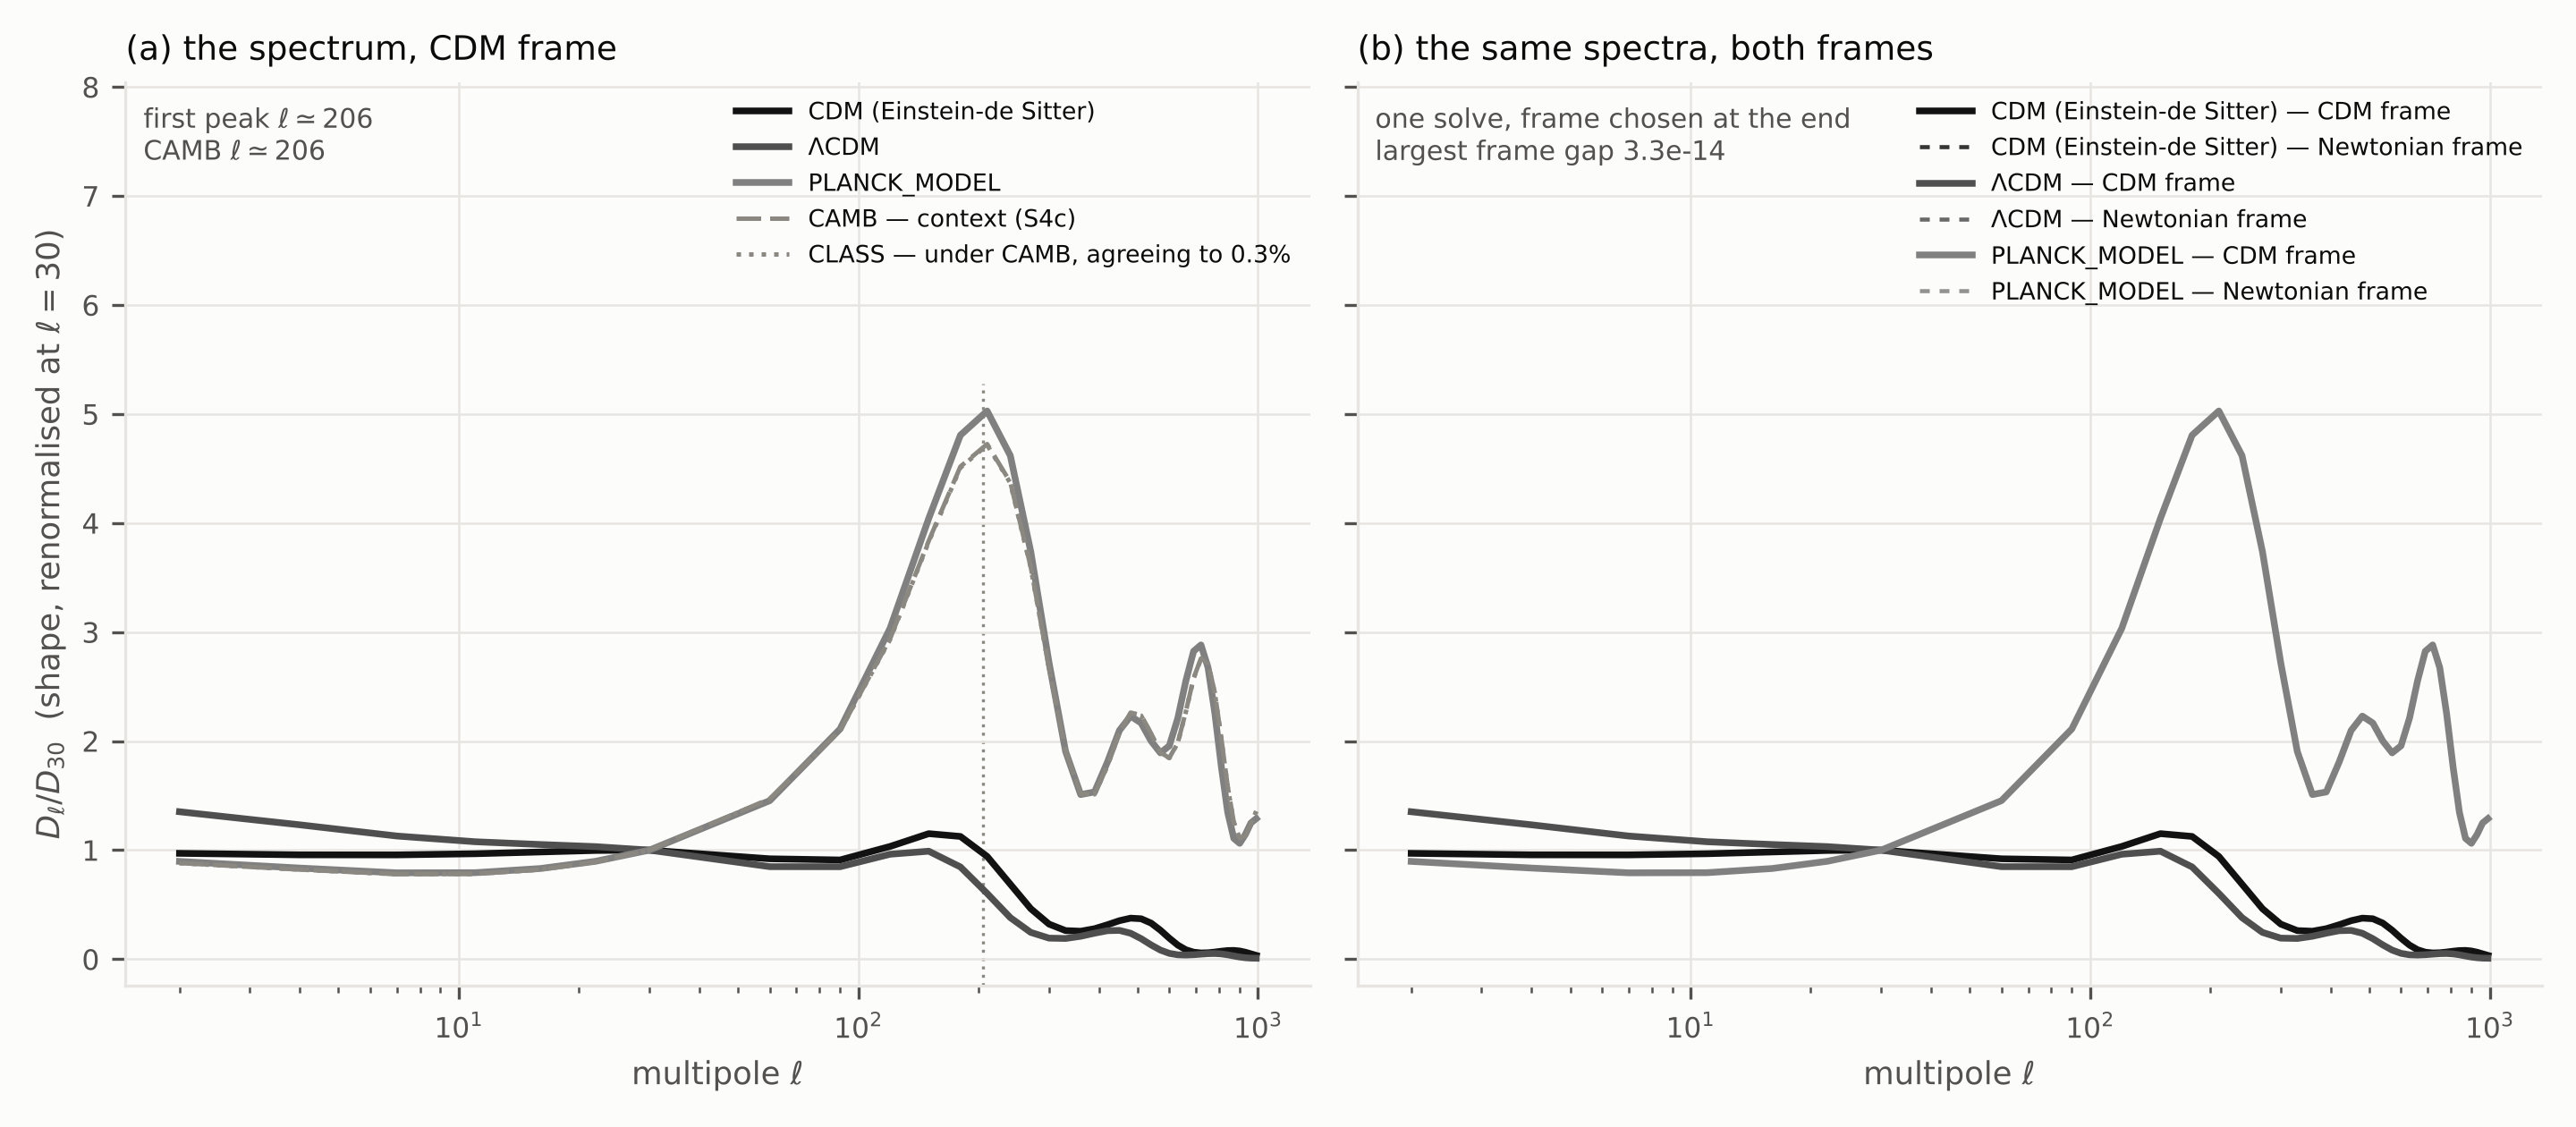 (a) the spectrum, CDM frame
first peak ℓ ≃ 206
CAMB ℓ ≃ 206
CDM (Einstein-de Sitter)
ΛCDM
PLANCK_MODEL
CAMB — context (S4c)
CLASS — under CAMB, agreeing to 0.3%
8
7
6
5
4
3
2
1
0
D_ℓ/D_30 (shape, renormalised at ℓ = 30)
10^1
10^2
10^3
multipole ℓ
(b) the same spectra, both frames
one solve, frame chosen at the end
largest frame gap 3.3e-14
CDM (Einstein-de Sitter) — CDM frame
CDM (Einstein-de Sitter) — Newtonian frame
ΛCDM — CDM frame
ΛCDM — Newtonian frame
PLANCK_MODEL — CDM frame
PLANCK_MODEL — Newtonian frame
10^1
10^2
10^3
multipole ℓ